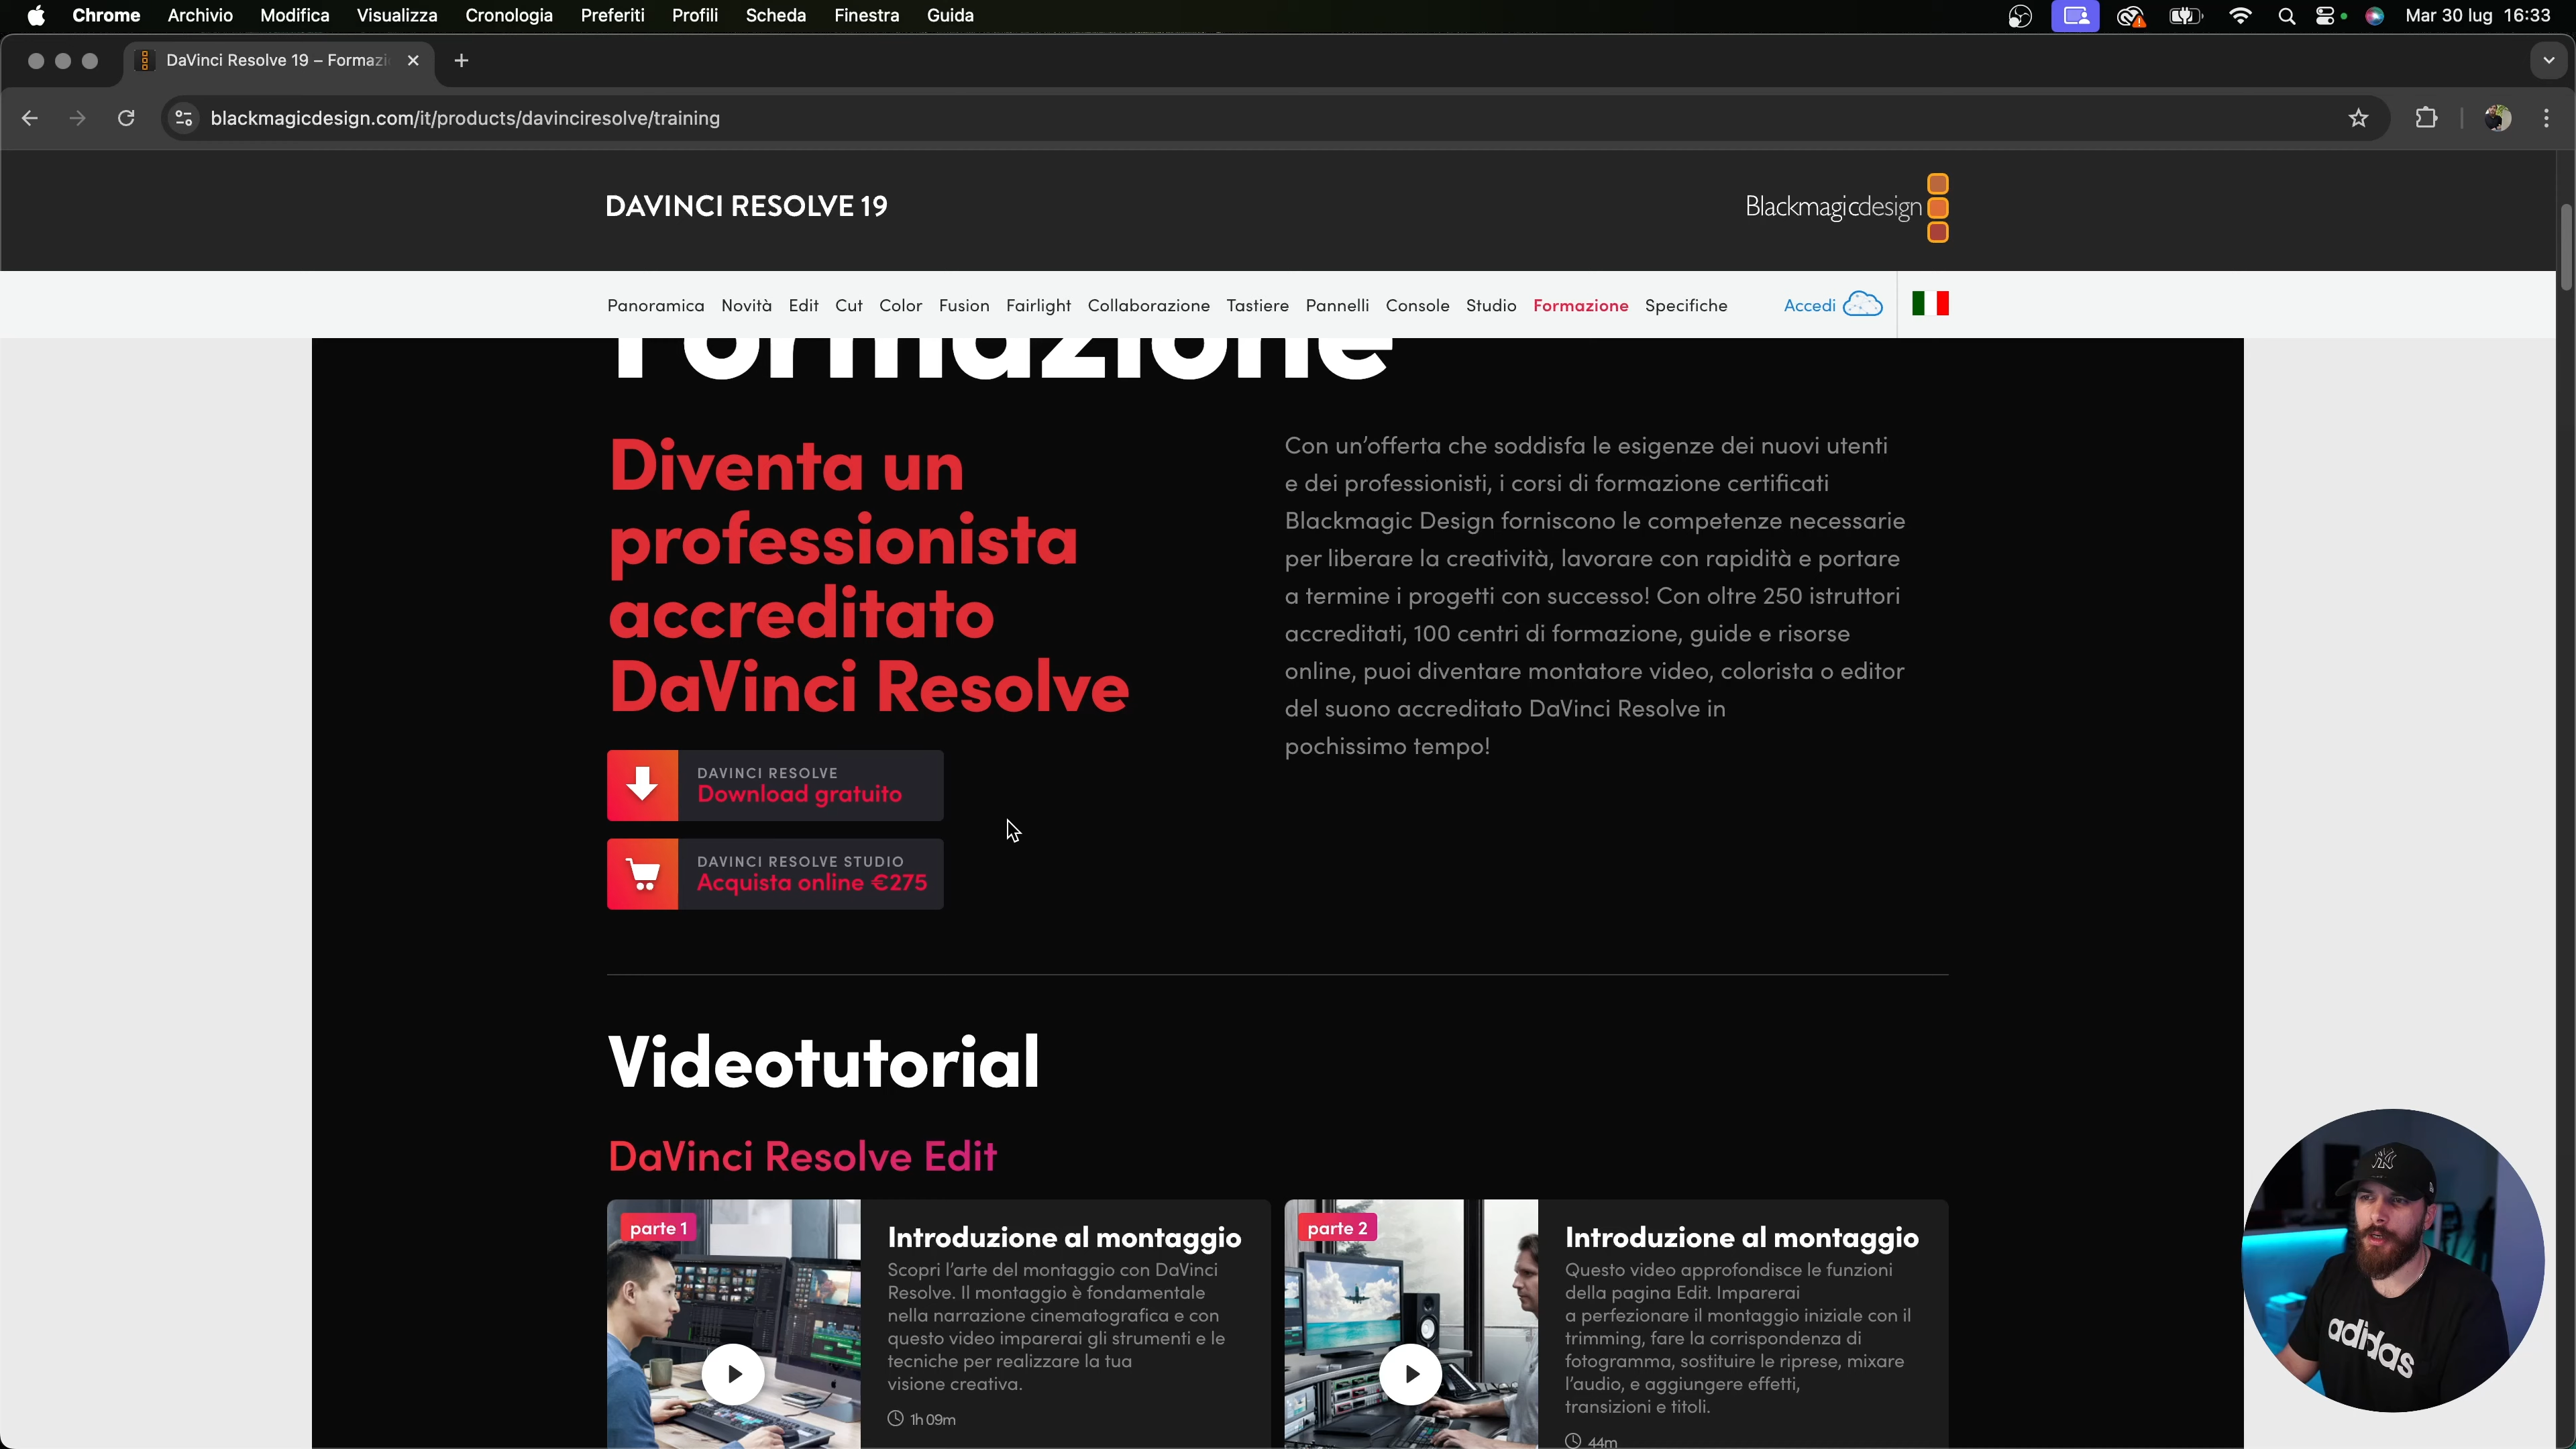 Chrome Archivio Modifica Visualizza Cronologia Preferiti Profili Scheda Finestra Guida
Mar 30 lug 16:33
DaVinci Resolve 19 – Formazi
blackmagicdesign.com/it/products/davinciresolve/training
DAVINCI RESOLVE 19
Blackmagicdesign
Panoramica Novità Edit Cut Color Fusion Fairlight Collaborazione Tastiere Pannelli Console Studio Formazione Specifiche Accedi
Formazione
Diventa un
professionista
accreditato
DaVinci Resolve
Con un’offerta che soddisfa le esigenze dei nuovi utenti
e dei professionisti, i corsi di formazione certificati
Blackmagic Design forniscono le competenze necessarie
per liberare la creatività, lavorare con rapidità e portare
a termine i progetti con successo! Con oltre 250 istruttori
accreditati, 100 centri di formazione, guide e risorse
online, puoi diventare montatore video, colorista o editor
del suono accreditato DaVinci Resolve in
pochissimo tempo!
DAVINCI RESOLVE
Download gratuito
DAVINCI RESOLVE STUDIO
Acquista online €275
Videotutorial
DaVinci Resolve Edit
parte 1
Introduzione al montaggio
Scopri l’arte del montaggio con DaVinci
Resolve. Il montaggio è fondamentale
nella narrazione cinematografica e con
questo video imparerai gli strumenti e le
tecniche per realizzare la tua
visione creativa.
1h 09m
parte 2
Introduzione al montaggio
Questo video approfondisce le funzioni
della pagina Edit. Imparerai
a perfezionare il montaggio iniziale con il
trimming, fare la corrispondenza di
fotogramma, sostituire le riprese, mixare
l’audio, e aggiungere effetti,
transizioni e titoli.
44m
NY
adidas